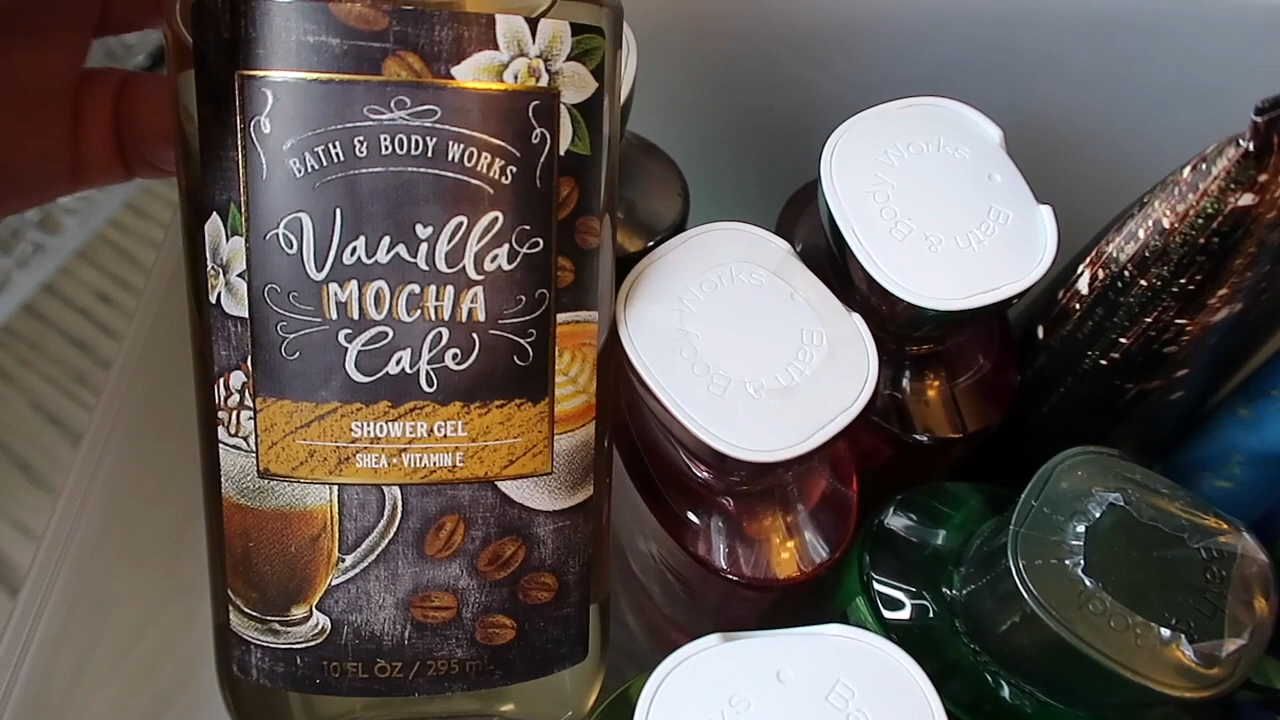 BATH & BODY WORKS
Vanilla
MOCHA
Cafe
SHOWER GEL
SHEA • VITAMIN E
10 FL OZ / 295 mL
Bath & Body Works
Bath & Body Works